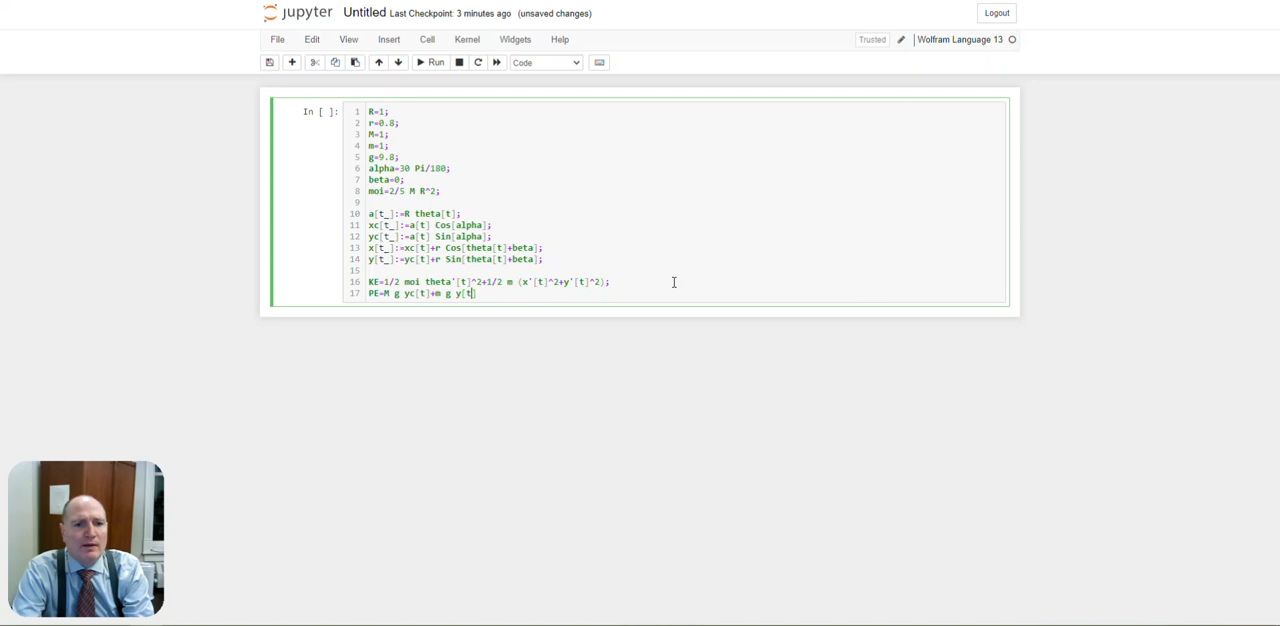 jupyter Untitled Last Checkpoint: 3 minutes ago (unsaved changes) Logout
File Edit View Insert Cell Kernel Widgets Help Trusted Wolfram Language 13
Run Code
In [ ]:
1 R=1;
2 r=0.8;
3 M=1;
4 m=1;
5 g=9.8;
6 alpha=30 Pi/180;
7 beta=0;
8 moi=2/5 M R^2;
9
10 a[t_]:=R theta[t];
11 xc[t_]:=a[t] Cos[alpha];
12 yc[t_]:=a[t] Sin[alpha];
13 x[t_]:=xc[t]+r Cos[theta[t]+beta];
14 y[t_]:=yc[t]+r Sin[theta[t]+beta];
15
16 KE=1/2 moi theta'[t]^2+1/2 m (x'[t]^2+y'[t]^2);
17 PE=M g yc[t]+m g y[t]